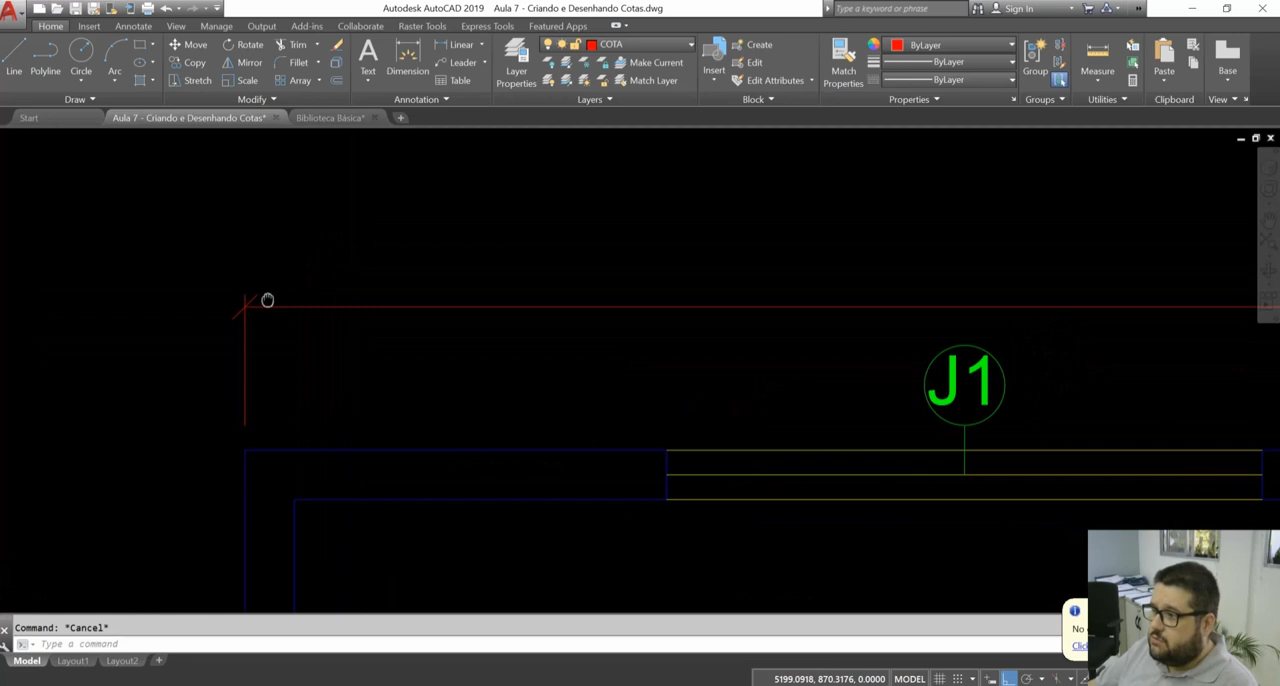 Autodesk AutoCAD 2019 Aula 7 - Criando e Desenhando Cotas.dwg
Type a keyword or phrase
Sign In
Home Insert Annotate View Manage Output Add-ins Collaborate Raster Tools Express Tools Featured Apps
Line Polyline Circle Arc
Move Rotate Trim
Copy Mirror Fillet
Stretch Scale Array
Text Dimension
Linear
Leader
Table
Layer Properties
COTA
Make Current
Match Layer
Insert
Create
Edit
Edit Attributes
Match Properties
ByLayer
ByLayer
ByLayer
Group
Measure
Paste
Base
Draw Modify Annotation Layers Block Properties Groups Utilities Clipboard View
Start Aula 7 - Criando e Desenhando Cotas* Biblioteca Básica*
J1
No
Command: *Cancel*
Type a command
Model Layout1 Layout2
5199.0918, 870.3176, 0.0000 MODEL